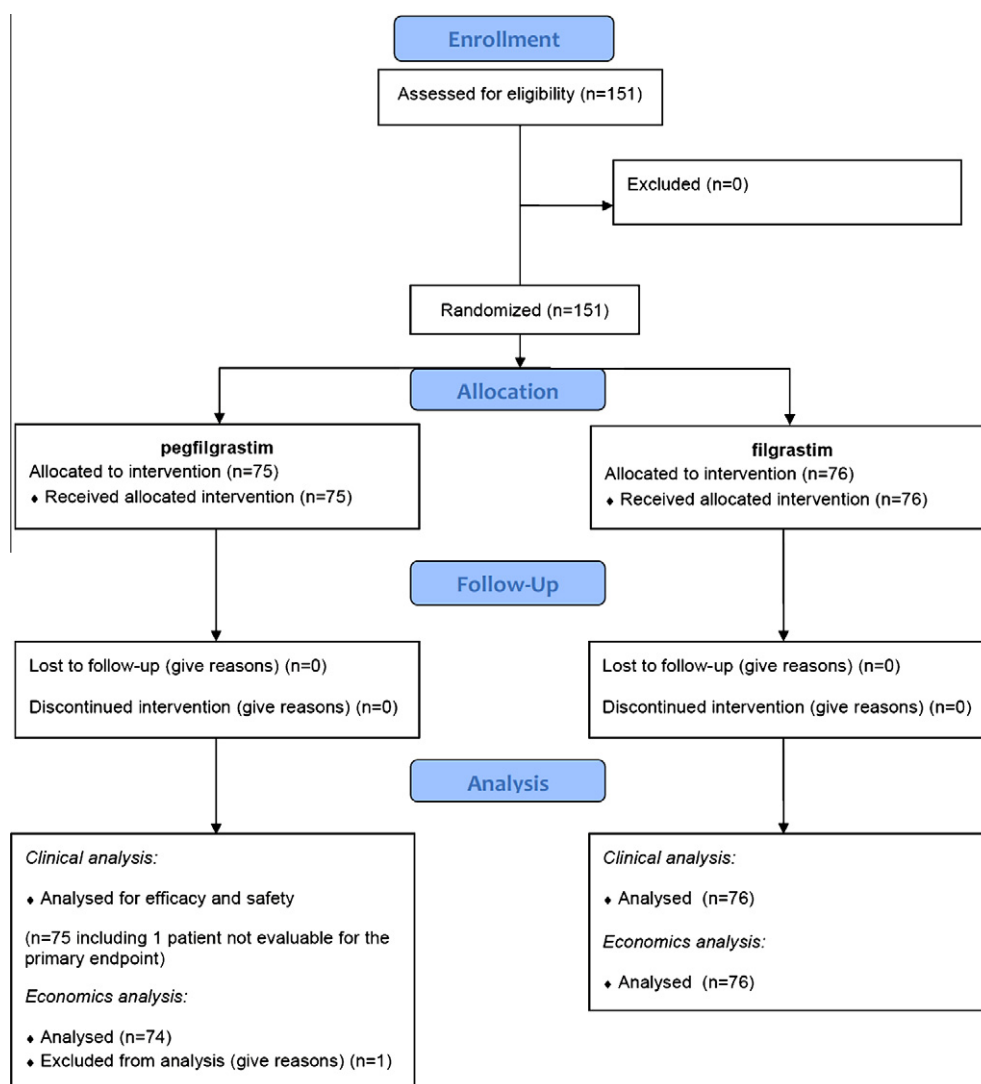 Enrollment
Assessed for eligibility (n=151)
Excluded (n=0)
Randomized (n=151)
Allocation
pegfilgrastim
Allocated to intervention (n=75)
♦ Received allocated intervention (n=75)
filgrastim
Allocated to intervention (n=76)
♦ Received allocated intervention (n=76)
Follow-Up
Lost to follow-up (give reasons) (n=0)
Discontinued intervention (give reasons) (n=0)
Lost to follow-up (give reasons) (n=0)
Discontinued intervention (give reasons) (n=0)
Analysis
Clinical analysis:
♦ Analysed for efficacy and safety
(n=75 including 1 patient not evaluable for the
primary endpoint)
Economics analysis:
♦ Analysed (n=74)
♦ Excluded from analysis (give reasons) (n=1)
Clinical analysis:
♦ Analysed (n=76)
Economics analysis:
♦ Analysed (n=76)